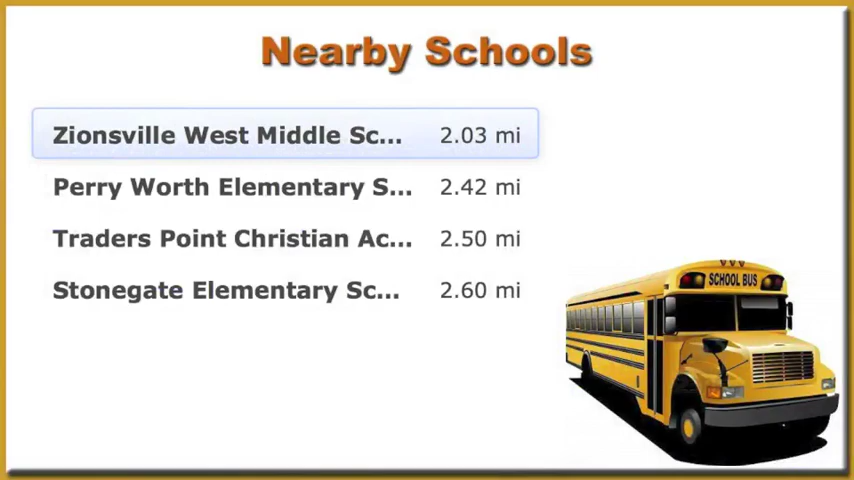 Nearby Schools
Zionsville West Middle Sc... 2.03 mi
Perry Worth Elementary S... 2.42 mi
Traders Point Christian Ac... 2.50 mi
Stonegate Elementary Sc... 2.60 mi
SCHOOL BUS